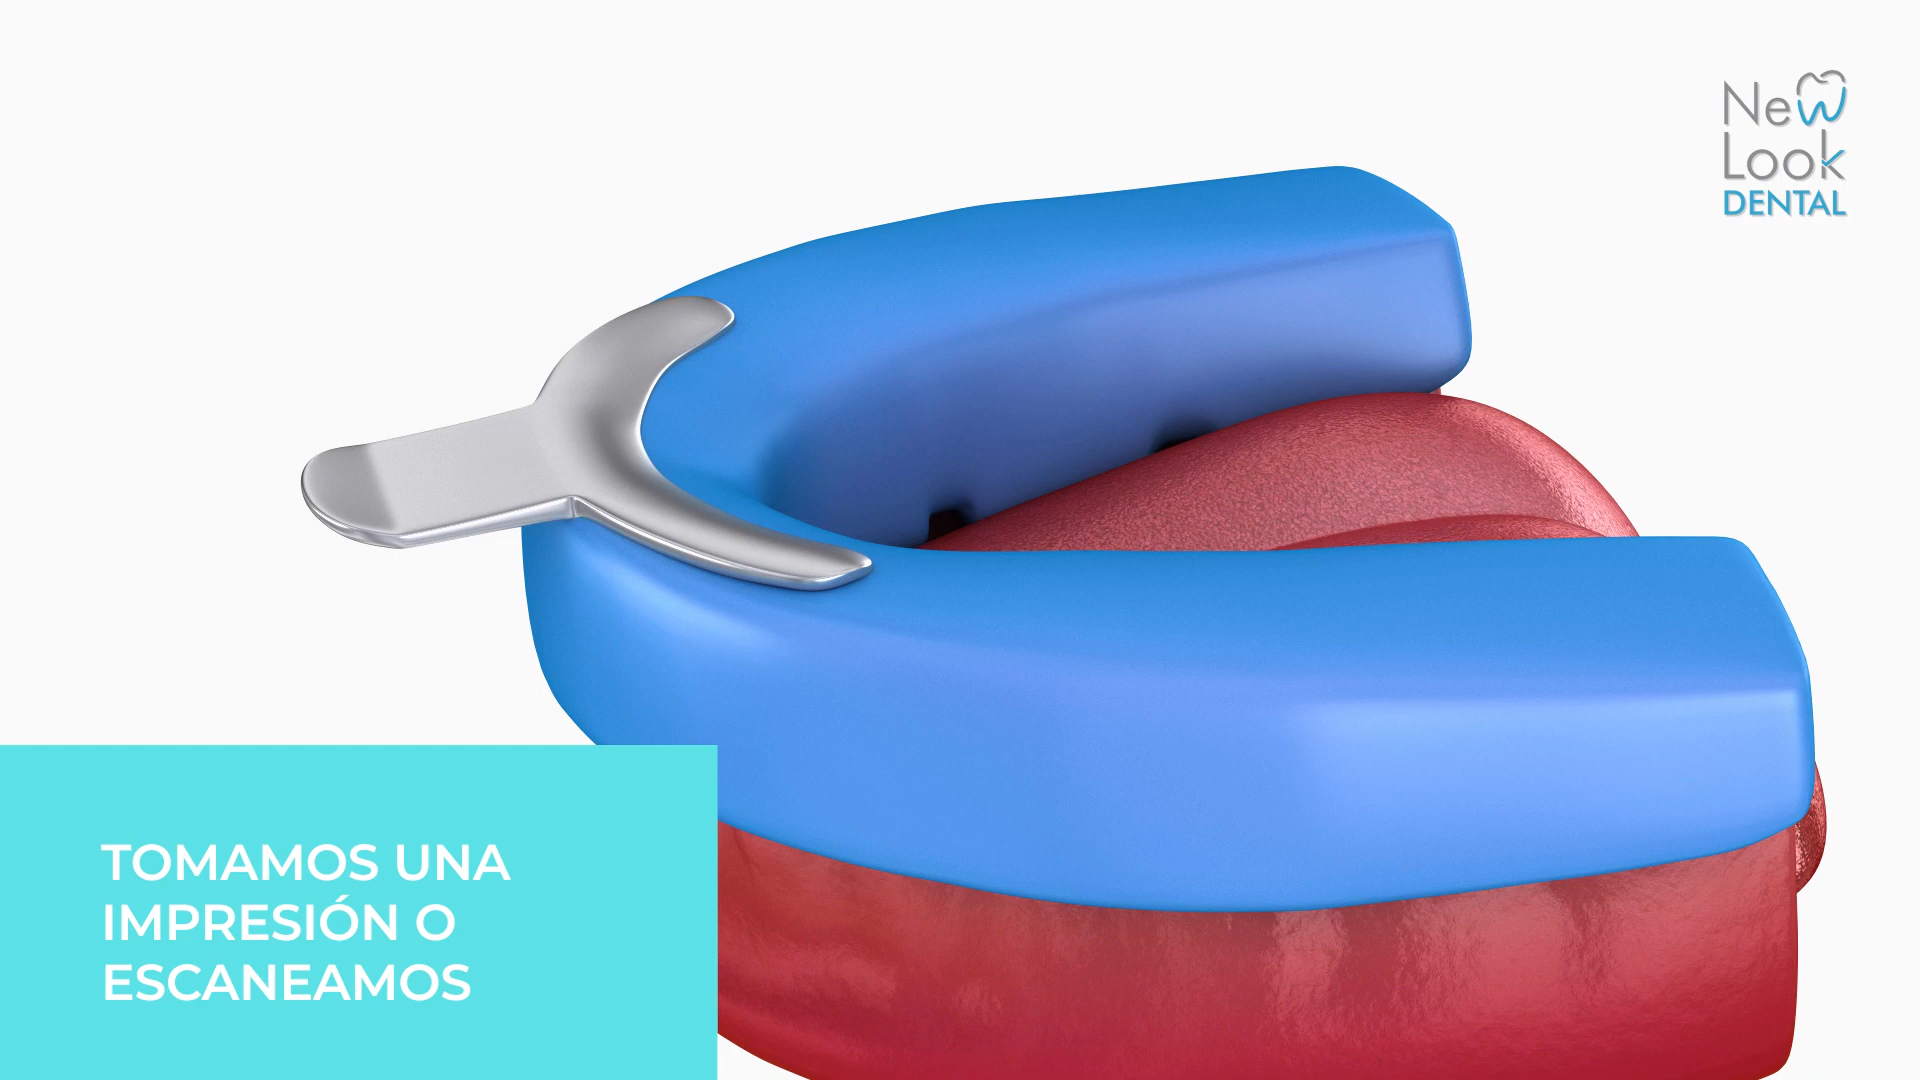 New
Look
DENTAL
TOMAMOS UNA
IMPRESIÓN O
ESCANEAMOS